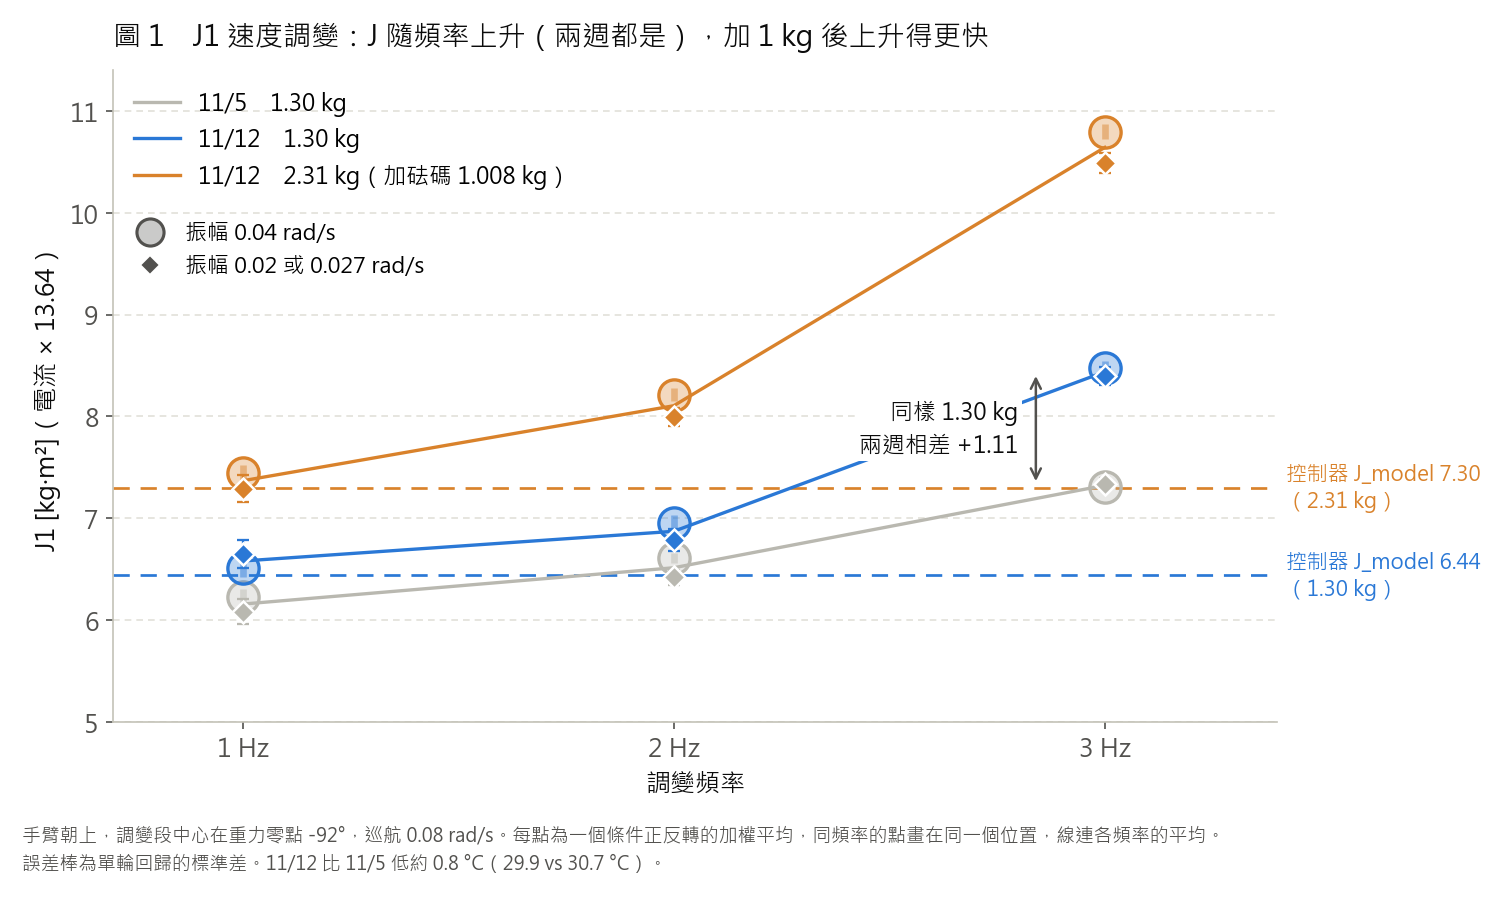 圖 1　J1 速度調變：J 隨頻率上升（兩週都是），加 1 kg 後上升得更快
11/5　1.30 kg
11/12　1.30 kg
11/12　2.31 kg（加砝碼 1.008 kg）
振幅 0.04 rad/s
振幅 0.02 或 0.027 rad/s
J1 [kg·m²]（電流 × 13.64）
11
10
9
8
7
6
5
同樣 1.30 kg
兩週相差 +1.11
控制器 J_model 7.30
（2.31 kg）
控制器 J_model 6.44
（1.30 kg）
1 Hz
2 Hz
3 Hz
調變頻率
手臂朝上，調變段中心在重力零點 -92°，巡航 0.08 rad/s。每點為一個條件正反轉的加權平均，同頻率的點畫在同一個位置，線連各頻率的平均。
誤差棒為單輪回歸的標準差。11/12 比 11/5 低約 0.8 °C（29.9 vs 30.7 °C）。